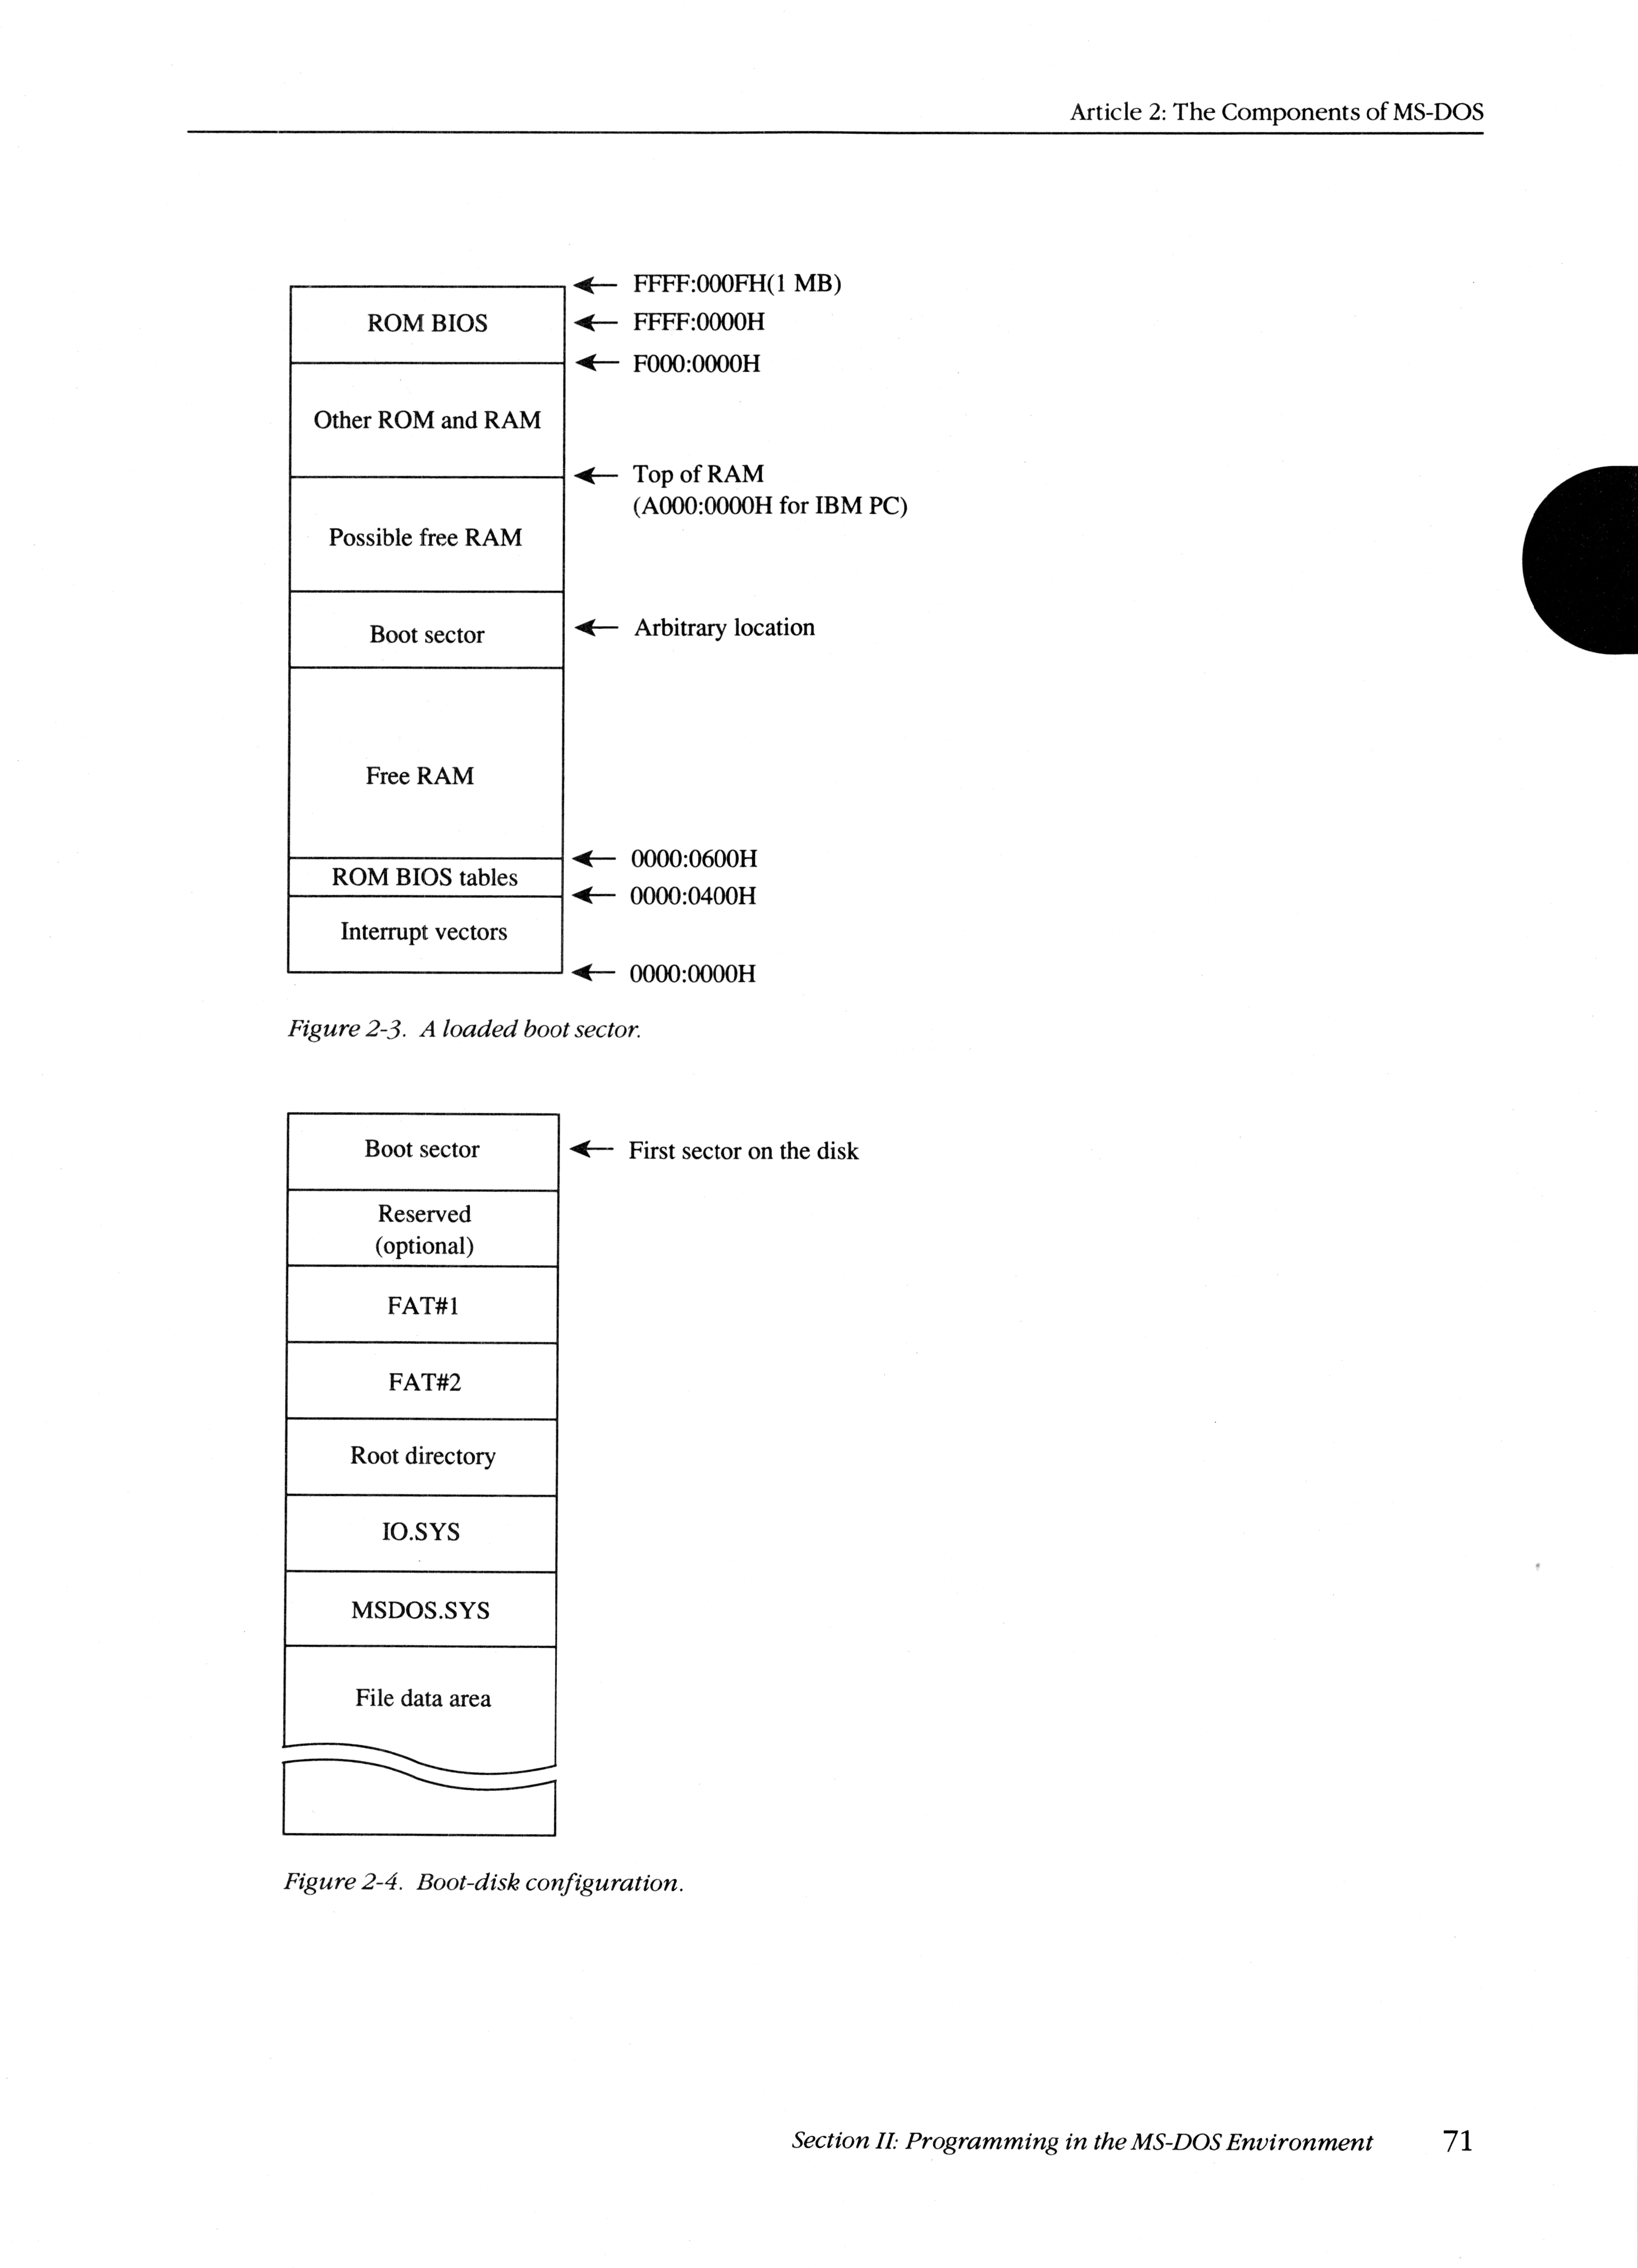 Article 2: The Components of MS-DOS
FFFF:000FH(1 MB)
ROM BIOS
FFFF:0000H
F000:0000H
Other ROM and RAM
Top of RAM
(A000:0000H for IBM PC)
Possible free RAM
Boot sector
Arbitrary location
Free RAM
0000:0600H
ROM BIOS tables
0000:0400H
Interrupt vectors
0000:0000H
Figure 2-3. A loaded boot sector.
Boot sector
First sector on the disk
Reserved
(optional)
FAT#1
FAT#2
Root directory
IO.SYS
MSDOS.SYS
File data area
Figure 2-4. Boot-disk configuration.
Section II: Programming in the MS-DOS Environment 71